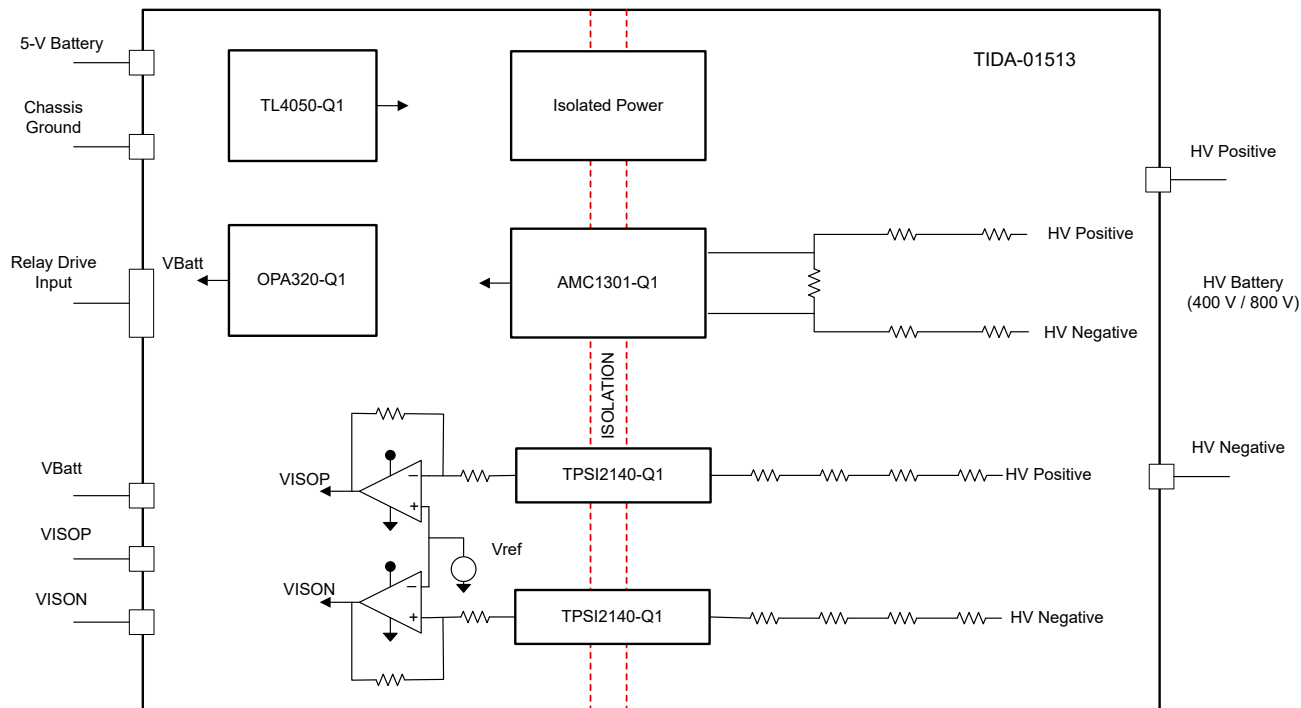 5-V Battery
TIDA-01513
TL4050-Q1
Isolated Power
Chassis
Ground
HV Positive
HV Positive
Relay Drive
Input
VBatt
OPA320-Q1
AMC1301-Q1
HV Battery
(400 V / 800 V)
HV Negative
ISOLATION
HV Negative
VBatt
VISOP
−
+
TPSI2140-Q1
HV Positive
VISOP
Vref
VISON
VISON
−
+
TPSI2140-Q1
HV Negative